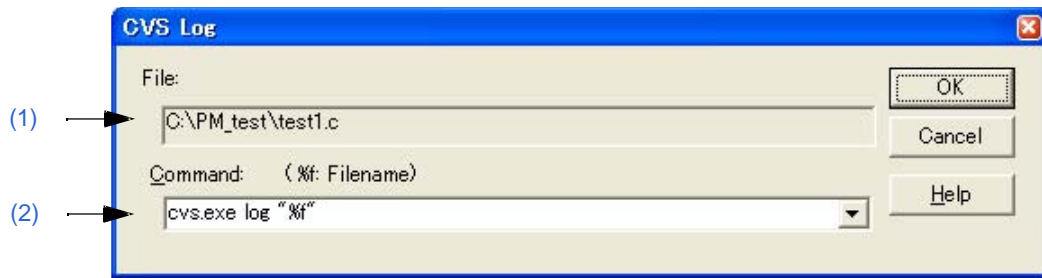 CVS Log
File:
OK
(1)
C:\PM_test\test1.c
Cancel
Command: ( %f: Filename)
Help
(2)
cvs.exe log "%f"